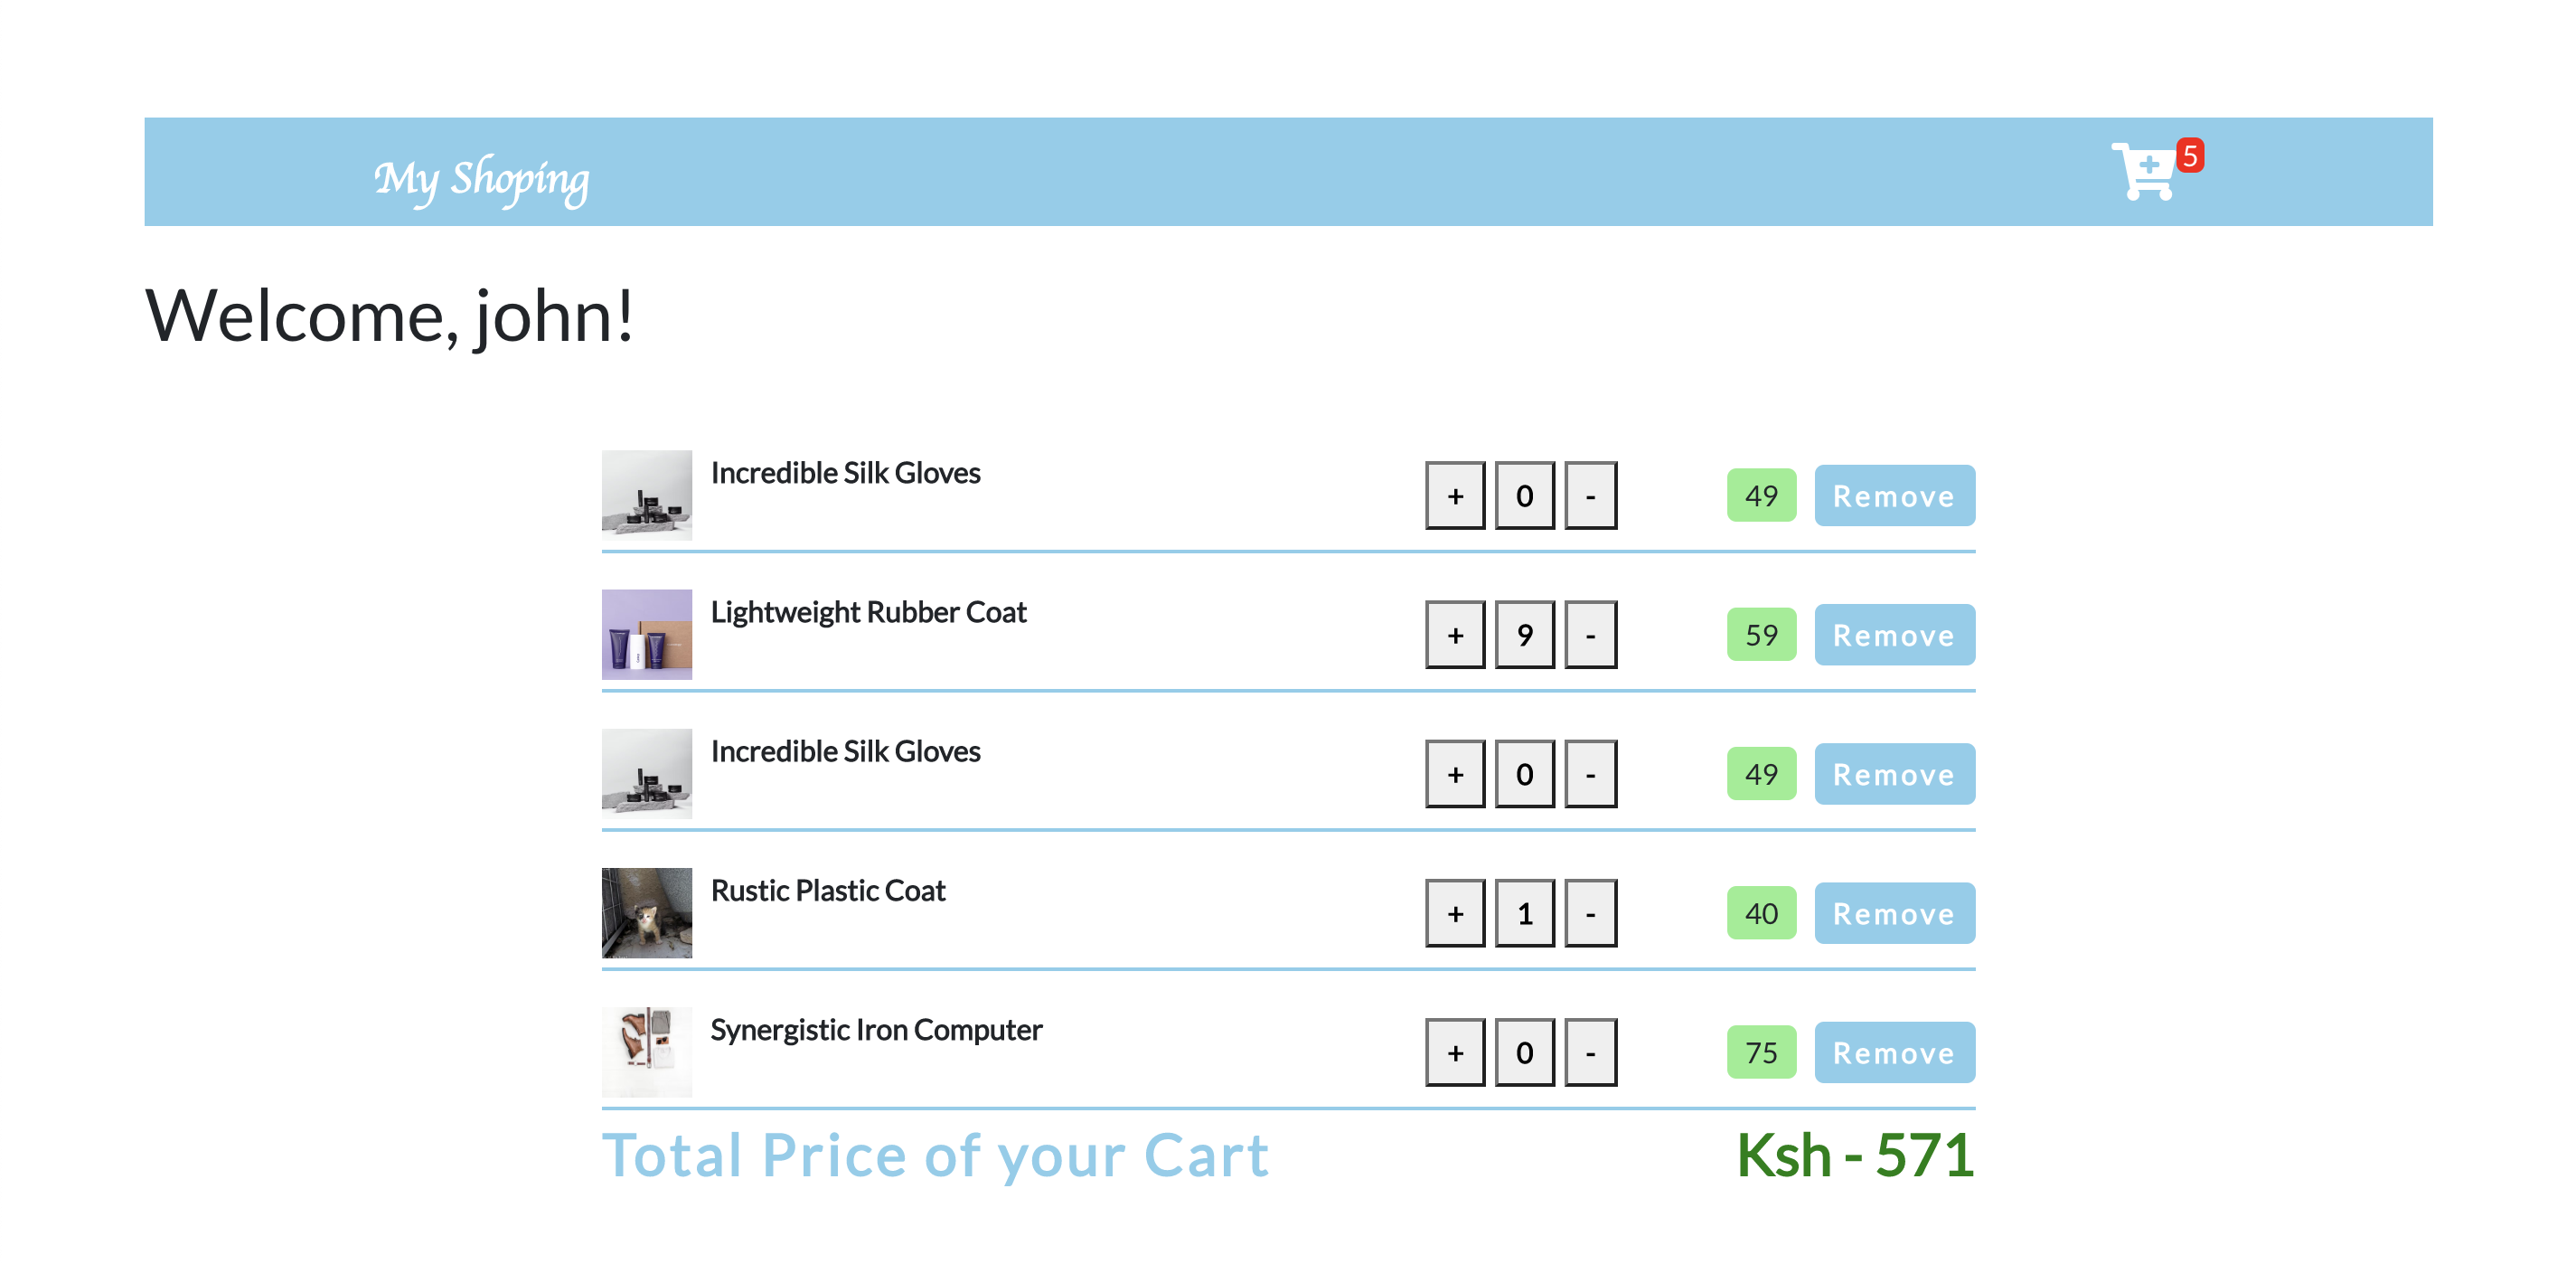 My Shoping
5
Welcome, john!
Incredible Silk Gloves + 0 - 49 Remove
Lightweight Rubber Coat + 9 - 59 Remove
Incredible Silk Gloves + 0 - 49 Remove
Rustic Plastic Coat + 1 - 40 Remove
Synergistic Iron Computer + 0 - 75 Remove
Total Price of your Cart Ksh - 571